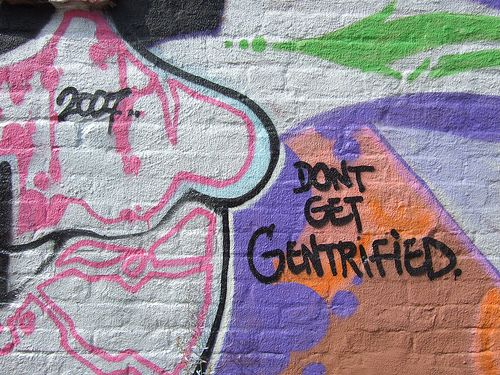 2007..
DONT
GET
GENTRIFIED.